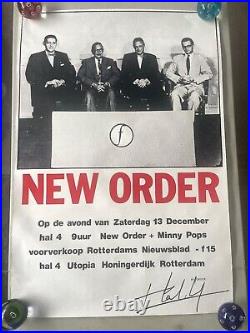 f
NEW ORDER
Op de avond van Zaterdag 13 December
hal 4 9uur New Order + Minny Pops
voorverkoop Rotterdams Nieuwsblad - f15
hal 4 Utopia Honingerdijk Rotterdam